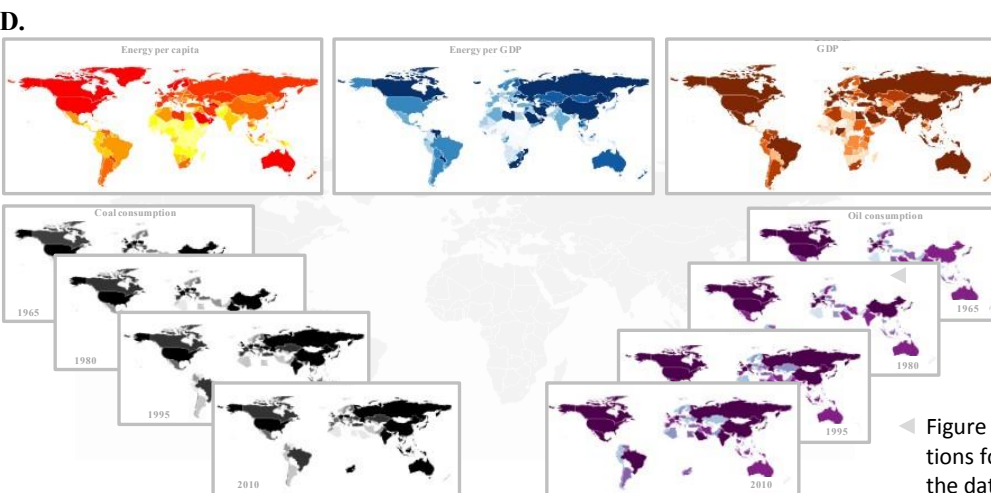 D.
Energy per capita
Energy per GDP
GDP
Coal consumption
Oil consumption
1965
1965
1980
1980
1995
1995
2010
2010
Figure
tions fo
the dat